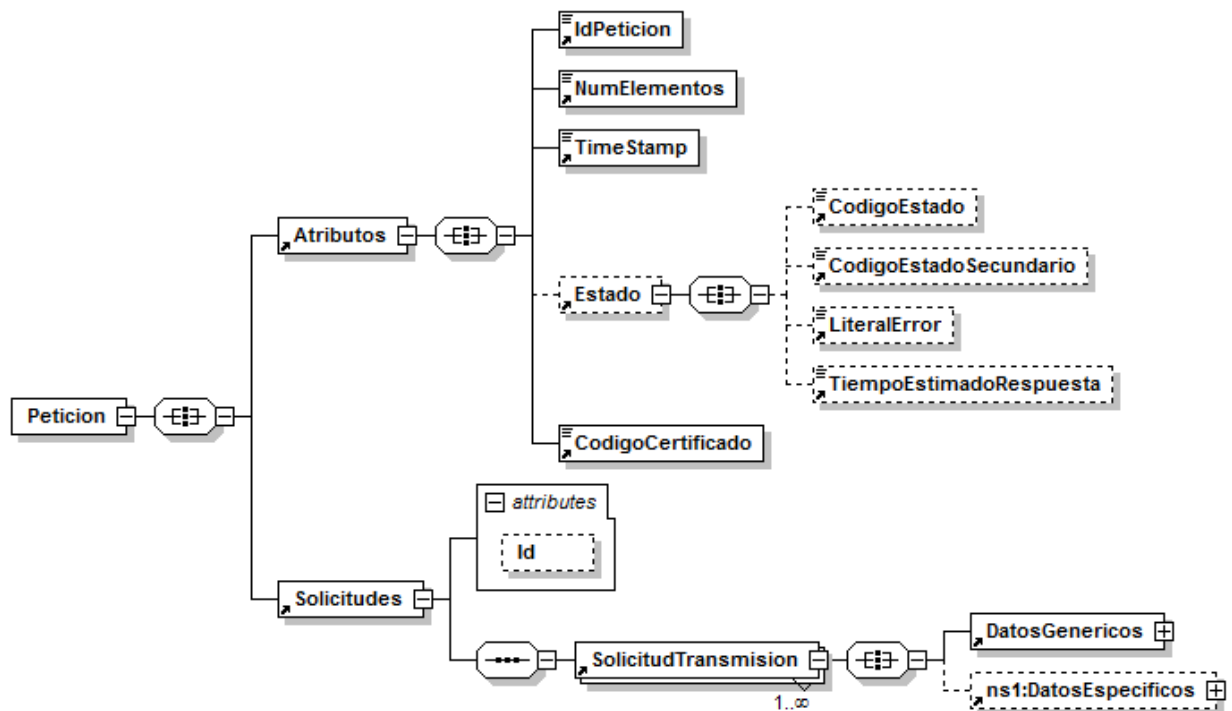 IdPeticion
NumElementos
TimeStamp
CodigoEstado
Atributos
CodigoEstadoSecundario
Estado
LiteralError
TiempoEstimadoRespuesta
Peticion
CodigoCertificado
attributes
Id
Solicitudes
DatosGenericos
SolicitudTransmision
1..∞
ns1:DatosEspecificos